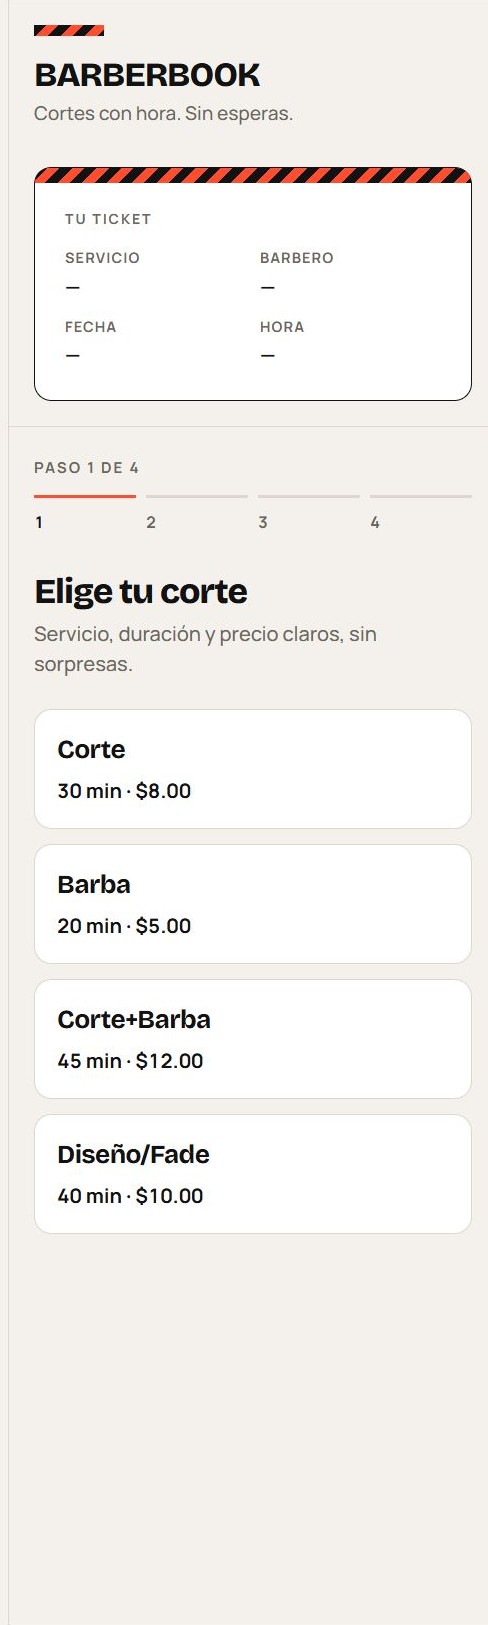 BARBERBOOK
Cortes con hora. Sin esperas.
TU TICKET
SERVICIO BARBERO
— —
FECHA HORA
— —
PASO 1 DE 4
1 2 3 4
Elige tu corte
Servicio, duración y precio claros, sin
sorpresas.
Corte
30 min · $8.00
Barba
20 min · $5.00
Corte+Barba
45 min · $12.00
Diseño/Fade
40 min · $10.00